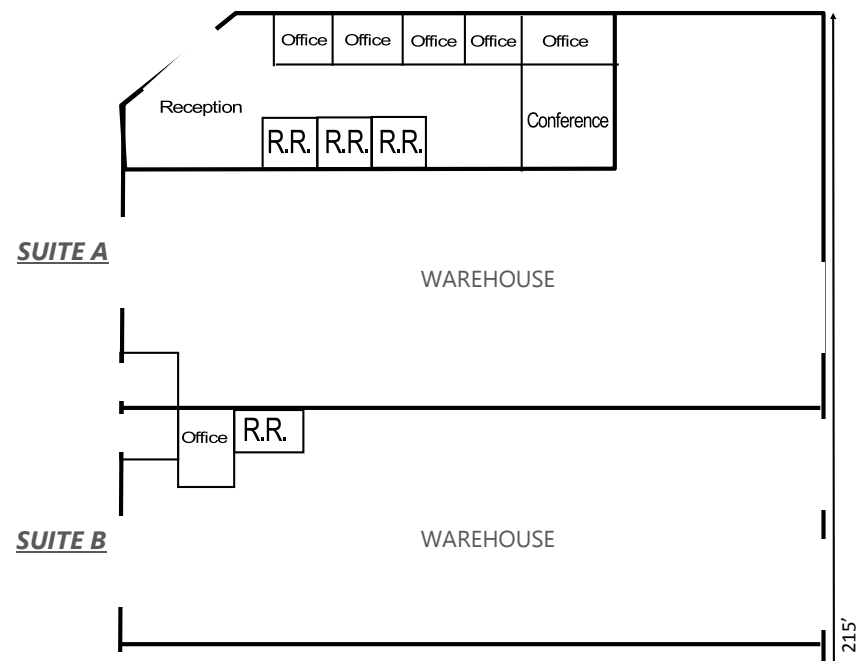 Office Office Office Office Office
Reception
Conference
R.R. R.R. R.R.
SUITE A
WAREHOUSE
Office
R.R.
SUITE B
WAREHOUSE
215'